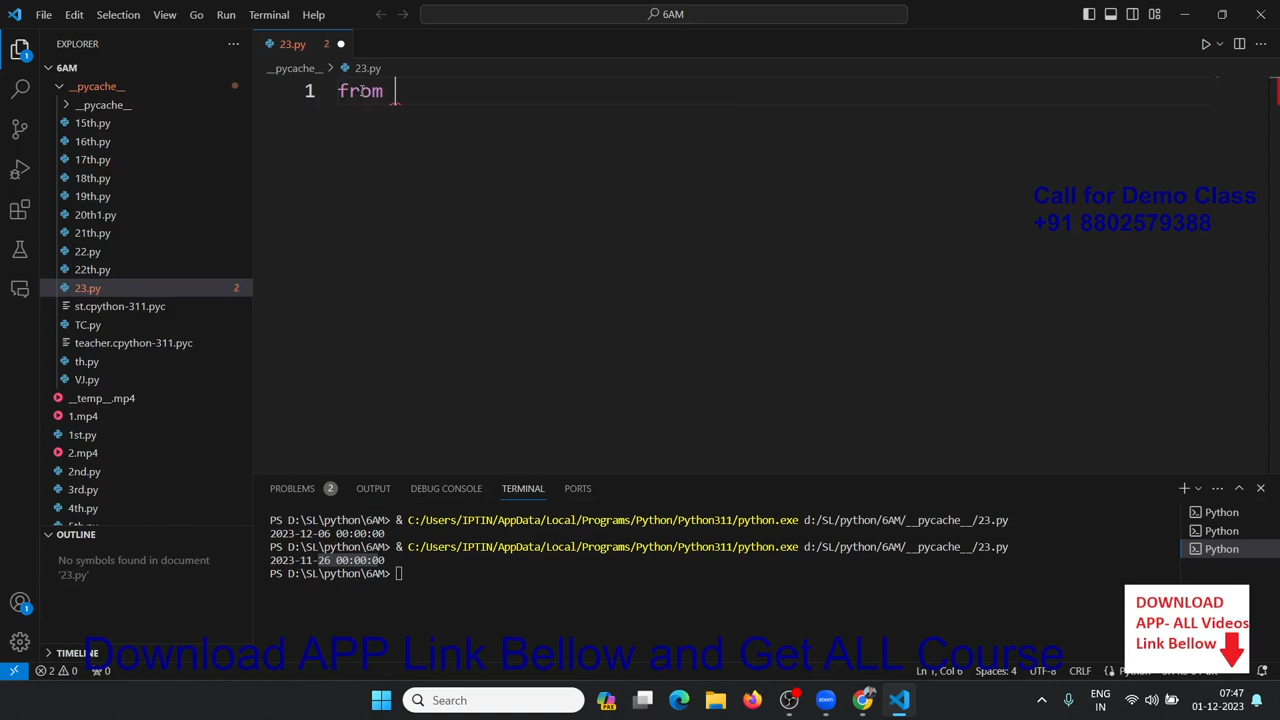 File Edit Selection View Go Run Terminal Help
6AM
EXPLORER
23.py 2
6AM
__pycache__ > 23.py
__pycache__
1 from
__pycache__
15th.py
16th.py
17th.py
18th.py
19th.py
20th1.py
21th.py
22.py
22th.py
23.py 2
st.cpython-311.pyc
TC.py
teacher.cpython-311.pyc
th.py
VJ.py
__temp__.mp4
1.mp4
1st.py
2.mp4
2nd.py
3rd.py
4th.py
OUTLINE
No symbols found in document
'23.py'
TIMELINE
Call for Demo Class
+91 8802579388
PROBLEMS 2 OUTPUT DEBUG CONSOLE TERMINAL PORTS
PS D:\SL\python\6AM> & C:/Users/IPTIN/AppData/Local/Programs/Python/Python311/python.exe d:/SL/python/6AM/__pycache__/23.py
2023-12-06 00:00:00
PS D:\SL\python\6AM> & C:/Users/IPTIN/AppData/Local/Programs/Python/Python311/python.exe d:/SL/python/6AM/__pycache__/23.py
2023-11-26 00:00:00
PS D:\SL\python\6AM>
Python
Python
Python
DOWNLOAD
APP- ALL Videos
Link Bellow
Download APP Link Bellow and Get ALL Course
2 0 0 Ln 1, Col 6 Spaces: 4 UTF-8 CRLF
Search
ENG
IN
07:47
01-12-2023